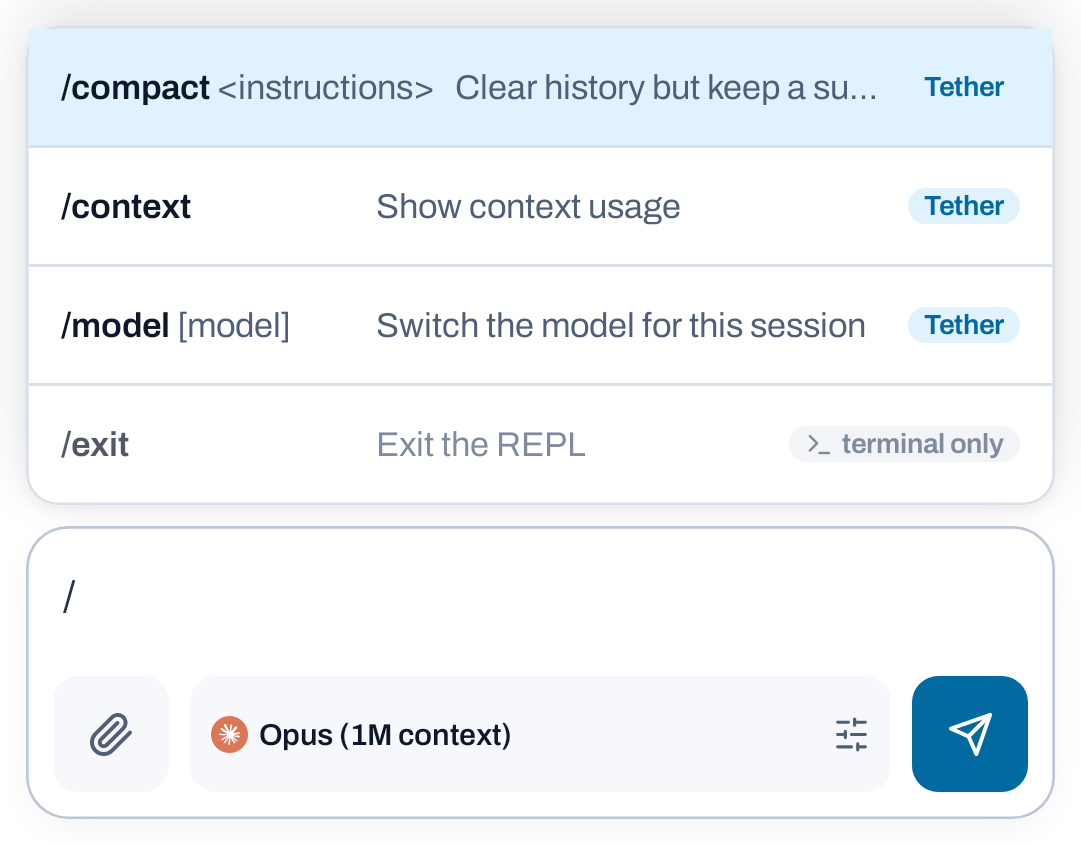 /compact <instructions> Clear history but keep a su... Tether
/context Show context usage Tether
/model [model] Switch the model for this session Tether
/exit Exit the REPL >_ terminal only
/
Opus (1M context)